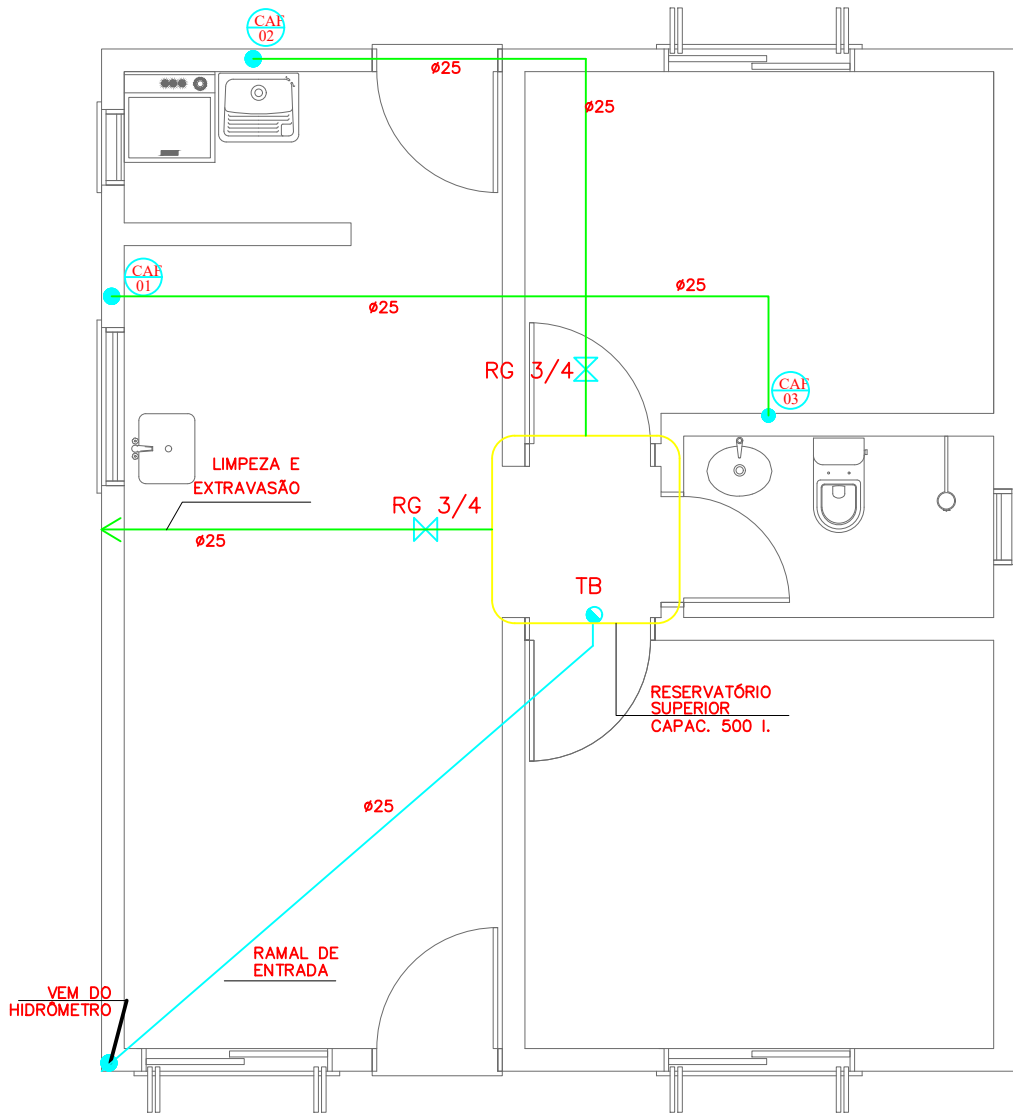 CAF
02
ø25
ø25
CAF
01
ø25
ø25
RG 3/4
CAF
03
LIMPEZA E
EXTRAVASÃO
RG 3/4
ø25
TB
RESERVATÓRIO
SUPERIOR
CAPAC. 500 l.
ø25
RAMAL DE
ENTRADA
VEM DO
HIDRÔMETRO